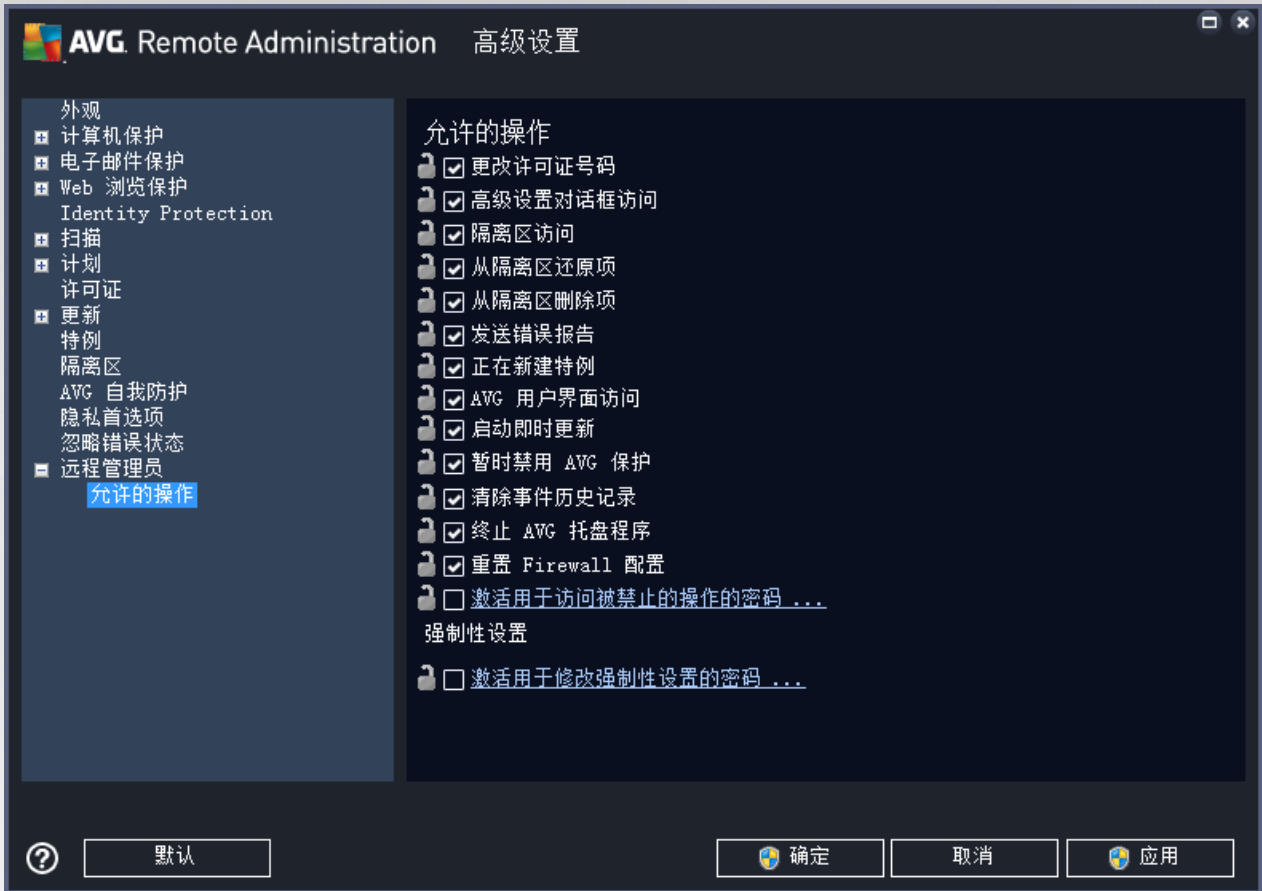 AVG. Remote Administration 高级设置
外观
计算机保护
电子邮件保护
Web 浏览保护
Identity Protection
扫描
计划
许可证
更新
特例
隔离区
AVG 自我防护
隐私首选项
忽略错误状态
远程管理员
允许的操作
允许的操作
更改许可证号码
高级设置对话框访问
隔离区访问
从隔离区还原项
从隔离区删除项
发送错误报告
正在新建特例
AVG 用户界面访问
启动即时更新
暂时禁用 AVG 保护
清除事件历史记录
终止 AVG 托盘程序
重置 Firewall 配置
激活用于访问被禁止的操作的密码 ...
强制性设置
激活用于修改强制性设置的密码 ...
默认 确定 取消 应用